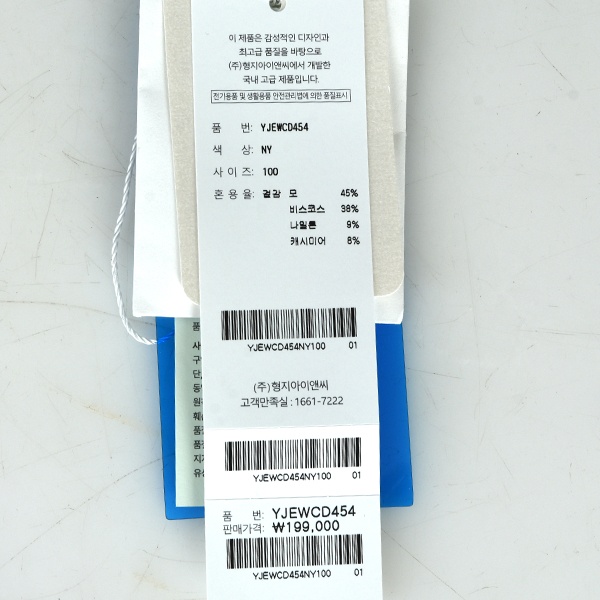 이 제품은 감성적인 디자인과
최고급 품질을 바탕으로
(주)형지아이앤씨에서 개발한
국내 고급 제품입니다.
전기용품 및 생활용품 안전관리법에 의한 품질표시
품 번: YJEWCD454
색 상: NY
사 이 즈: 100
혼 용 율: 겉감 모 45%
비스코스 38%
나일론 9%
캐시미어 8%
YJEWCD454NY100 01
(주)형지아이앤씨
고객만족실 : 1661-7222
YJEWCD454NY100 01
품 번: YJEWCD454
판매가격: ₩199,000
YJEWCD454NY100 01